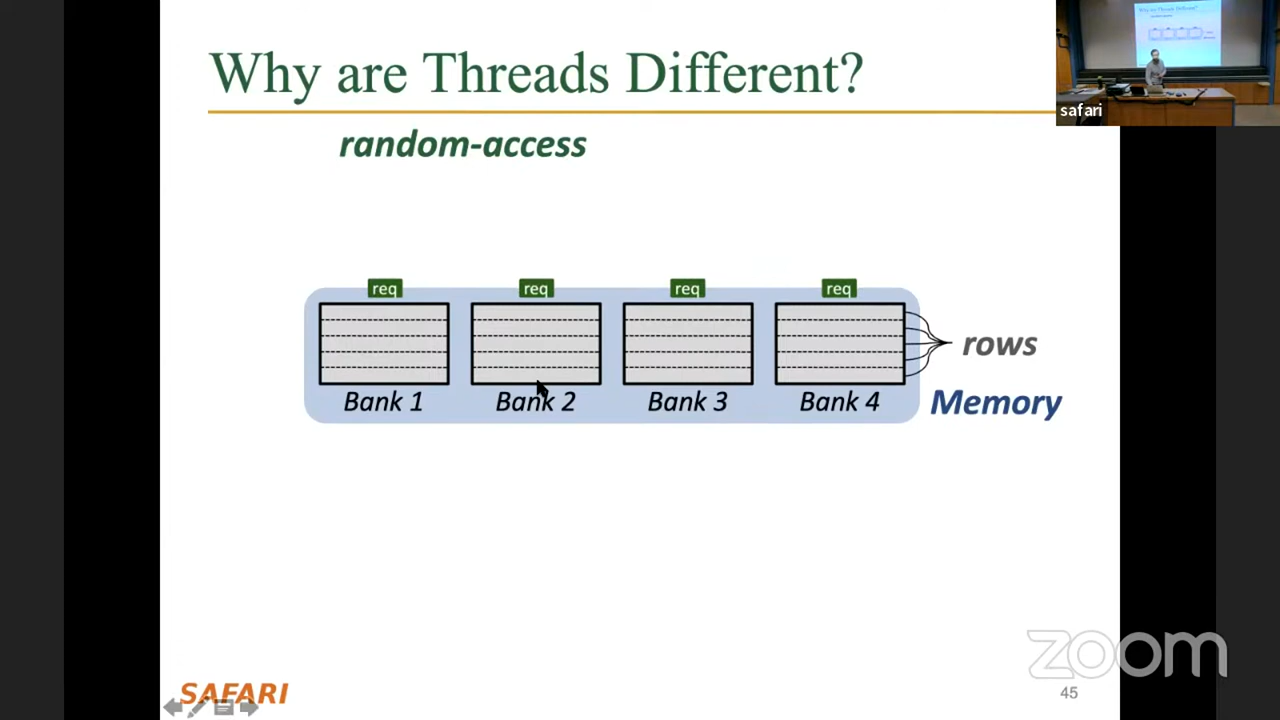 Why are Threads Different?
safari
random-access
req req req req
rows
Bank 1 Bank 2 Bank 3 Bank 4 Memory
zoom
SAFARI
45